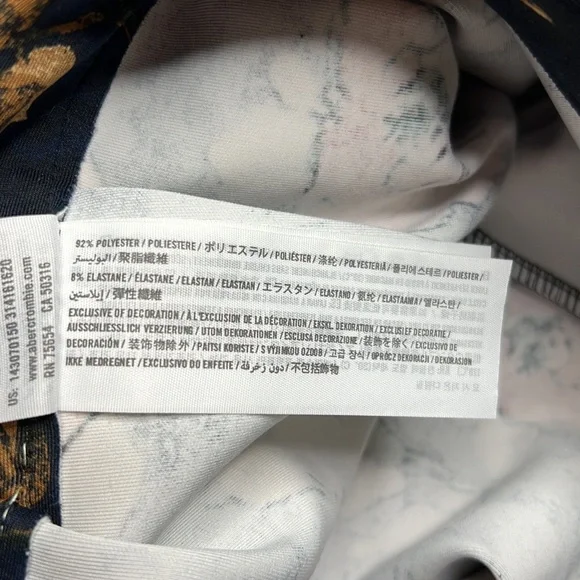 US: 143070150 314161620
www.abercrombie.com
RN 75654 CA 50316
92% POLYESTER / POLIESTERE / ポリエステル / POLIÉSTER / 涤纶 / POLYESTERIÄ / 폴리에스테르 / POLIESTER /
البوليستر / 聚脂纖維
8% ELASTANE / ÉLASTANE / ELASTAN / ELASTAAN / エラスタン / ELASTANO / 氨纶 / ELASTAANIA / 엘라스탄 /
إيلاستين / 彈性纖維
EXCLUSIVE OF DECORATION / À L'EXCLUSION DE LA DÉCORATION / EKSKL. DEKORATION / EXCLUSIEF DECORATIE /
AUSSCHLIESSLICH VERZIERUNG / UTOM DEKORATIONEN / ESCLUSA DECORAZIONE / 装飾を除く / EXCLUSIVO DE
DECORACIÓN / 装饰物除外 / PAITSI KORISTE / OZDOB / 고급 장식 / OPRÓCZ DEKORACJI / DEKORASJON
IKKE MEDREGNET / EXCLUSIVO DO ENFEITE / دون زخرفة / 不包括飾物